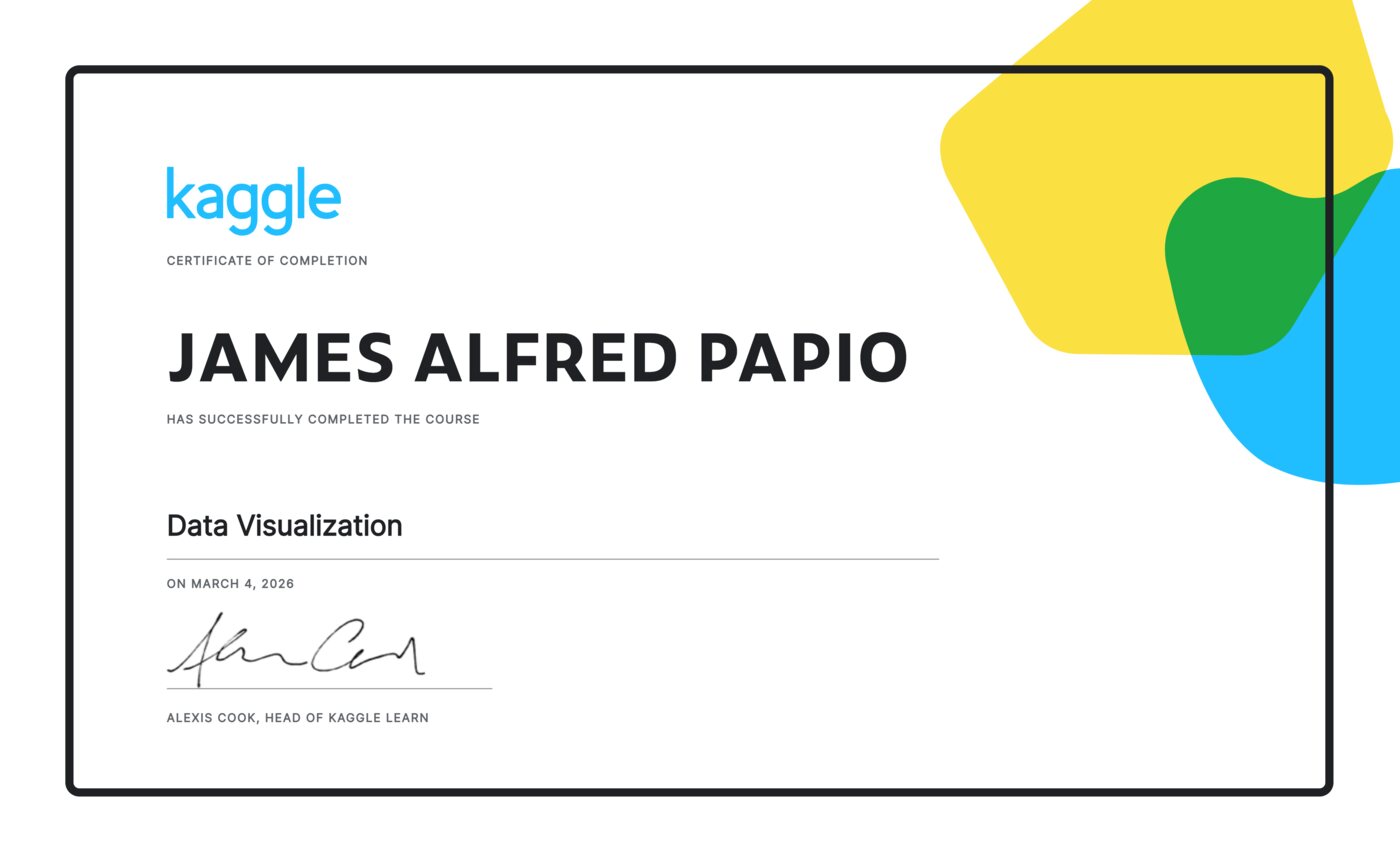 kaggle
CERTIFICATE OF COMPLETION
JAMES ALFRED PAPIO
HAS SUCCESSFULLY COMPLETED THE COURSE
Data Visualization
ON MARCH 4, 2026
ALEXIS COOK, HEAD OF KAGGLE LEARN